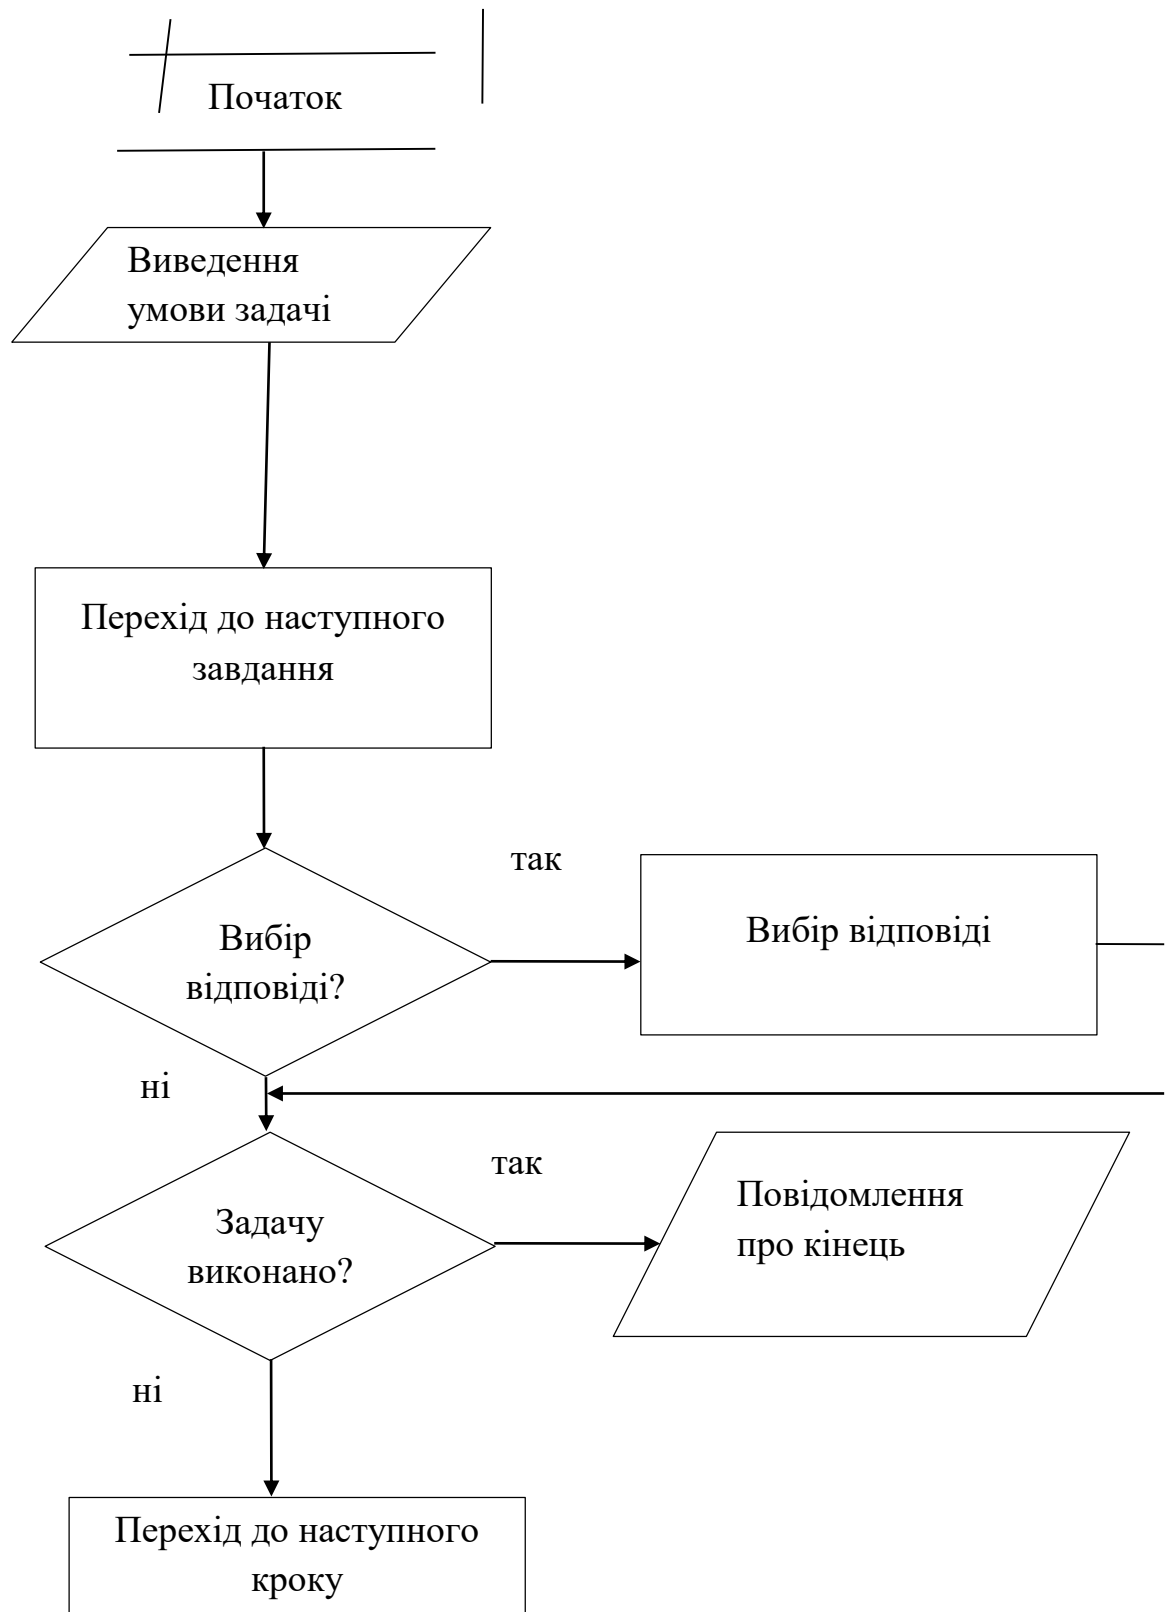 Початок
Виведення
умови задачі
Перехід до наступного
завдання
так
Вибір
відповіді?
Вибір відповіді
ні
так
Задачу
виконано?
Повідомлення
про кінець
ні
Перехід до наступного
кроку